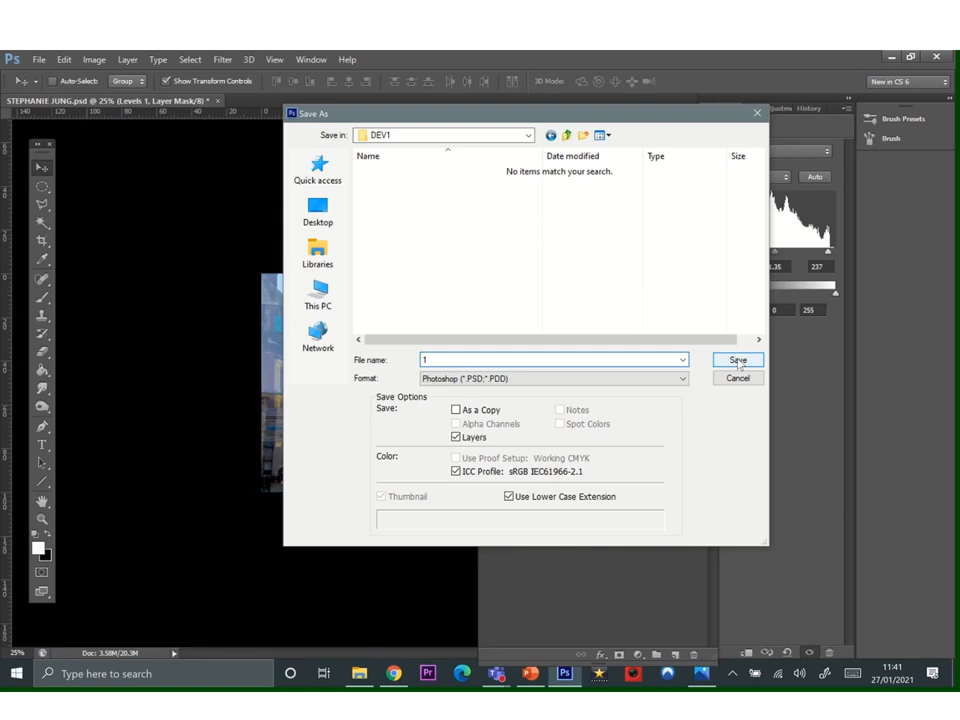 Ps File Edit Image Layer Type Select Filter 3D View Window Help
Auto-Select: Group Show Transform Controls 3D Mode: New in CS 6
STEPHANIE JUNG.psd @ 25% (Levels 1, Layer Mask/8) * × History
Ps Save As
Save in: DEV1
Brush Presets
Brush
Name Date modified Type Size
No items match your search.
Auto
Quick access
Desktop
Libraries
This PC
Network
237
0 255
File name: 1 Save
Format: Photoshop (*.PSD;*.PDD) Cancel
Save Options
Save: As a Copy Notes
Alpha Channels Spot Colors
Layers
Color: Use Proof Setup: Working CMYK
ICC Profile: sRGB IEC61966-2.1
Thumbnail Use Lower Case Extension
25% Doc: 3.58M/20.3M
fx
Type here to search
Pr
Ps
11:41
27/01/2021